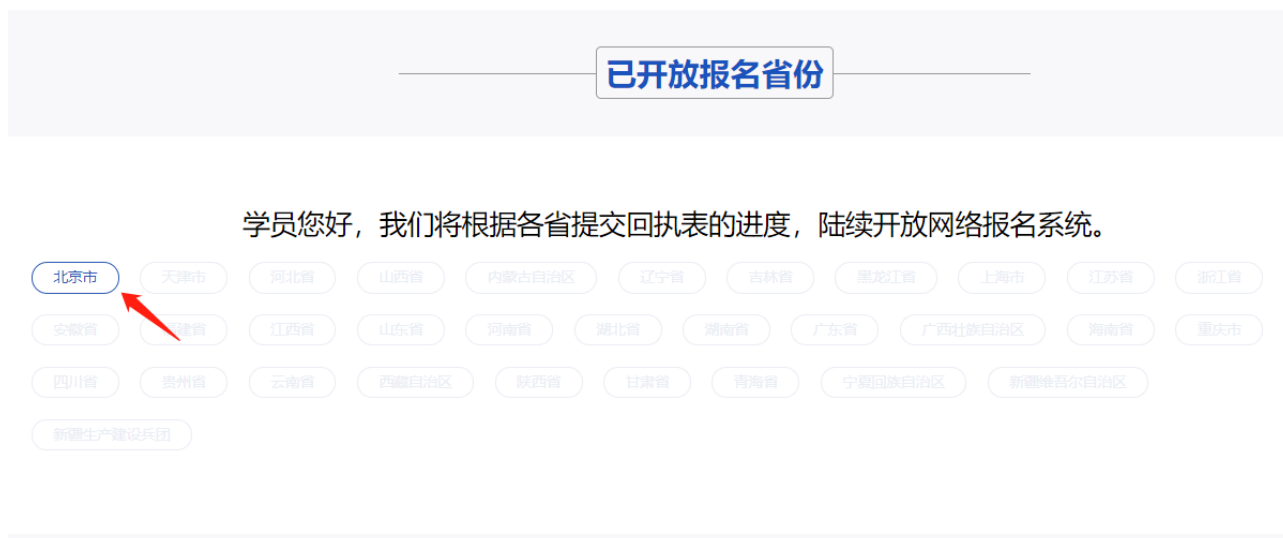 已开放报名省份
学员您好，我们将根据各省提交回执表的进度，陆续开放网络报名系统。
北京市 天津市 河北省 山西省 内蒙古自治区 辽宁省 吉林省 黑龙江省 上海市 江苏省 浙江省
安徽省 建省 江西省 山东省 河南省 湖北省 湖南省 广东省 广西壮族自治区 海南省 重庆市
四川省 贵州省 云南省 西藏自治区 陕西省 甘肃省 青海省 宁夏回族自治区 新疆维吾尔自治区
新疆生产建设兵团